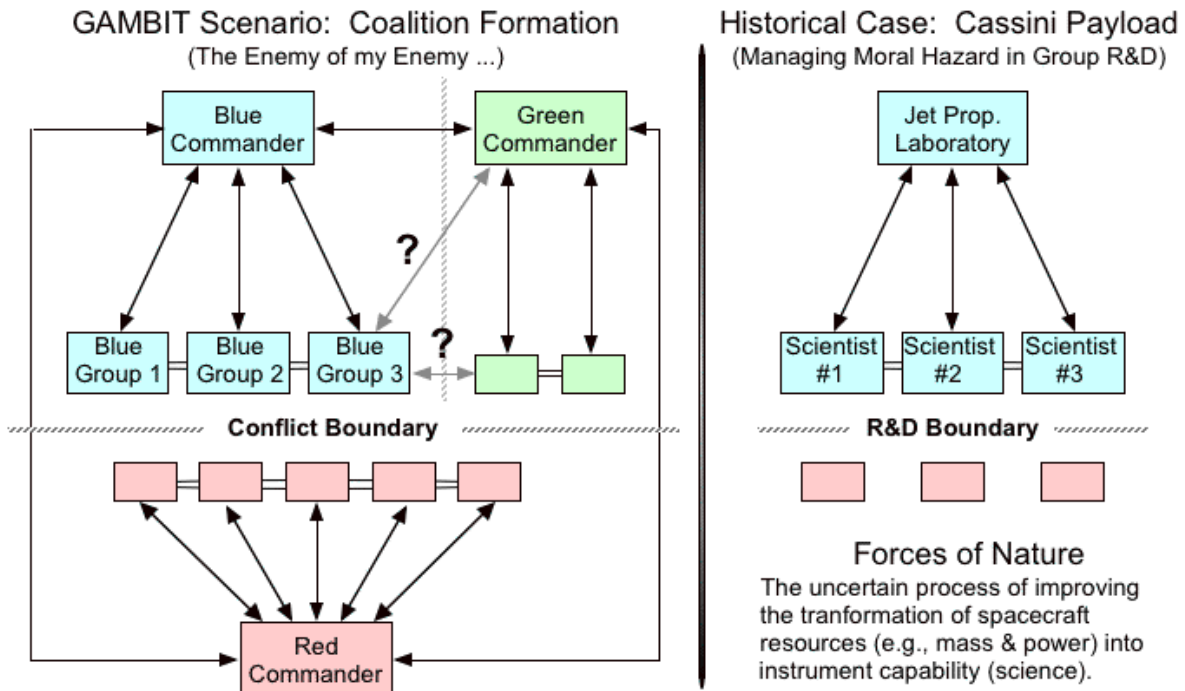 GAMBIT Scenario:  Coalition Formation
(The Enemy of my Enemy ...)
Blue
Commander
Green
Commander
?
Blue
Group 1
Blue
Group 2
Blue
Group 3
?
Conflict Boundary
Red
Commander
Historical Case:  Cassini Payload
(Managing Moral Hazard in Group R&D)
Jet Prop.
Laboratory
Scientist
#1
Scientist
#2
Scientist
#3
R&D Boundary
Forces of Nature
The uncertain process of improving
the tranformation of spacecraft
resources (e.g., mass & power) into
instrument capability (science).